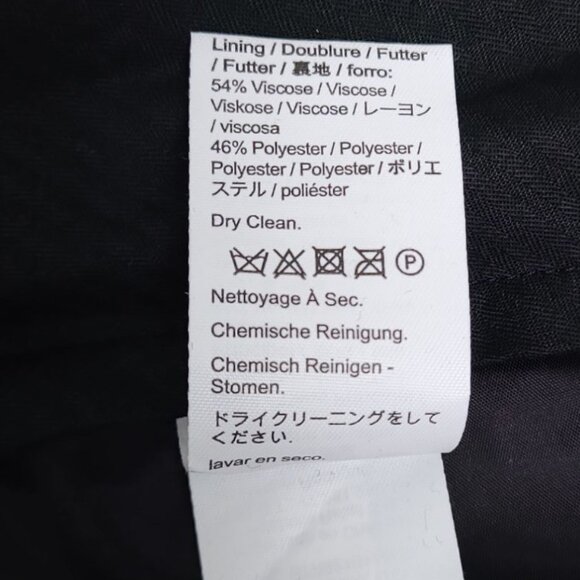 Lining / Doublure / Futter
/ Futter / 裏地 / forro:
54% Viscose / Viscose /
Viskose / Viscose / レーヨン
/ viscosa
46% Polyester / Polyester /
Polyester / Polyester / ポリエ
ステル / poliéster
Dry Clean.
P
Nettoyage À Sec.
Chemische Reinigung.
Chemisch Reinigen -
Stomen.
ドライクリーニングをして
ください.
lavar en seco.